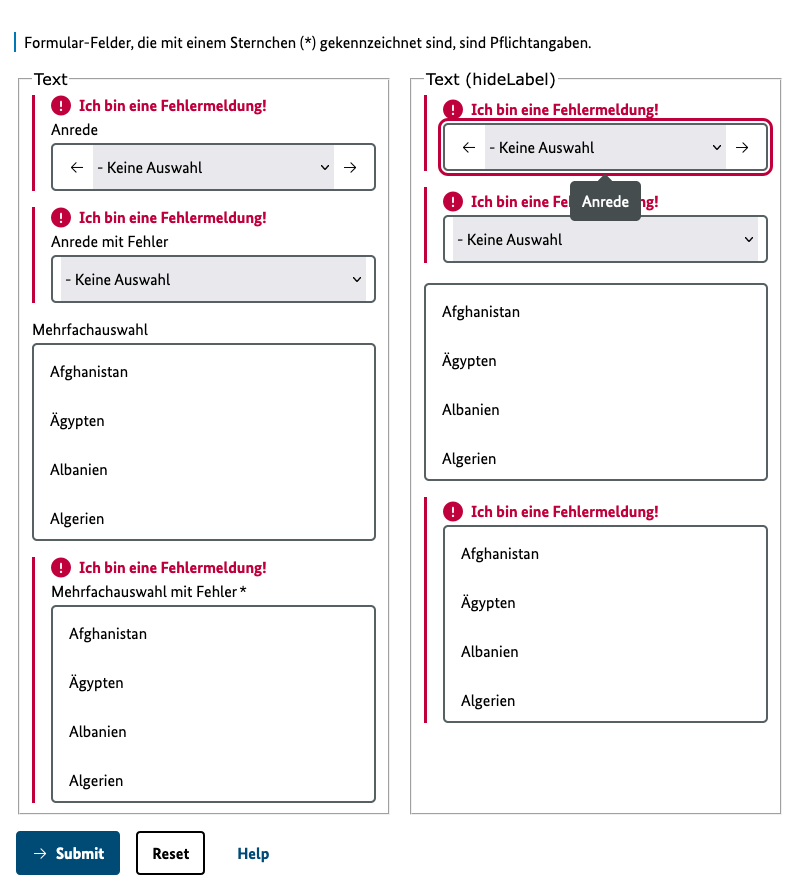 Formular-Felder, die mit einem Sternchen (*) gekennzeichnet sind, sind Pflichtangaben.
Text
Ich bin eine Fehlermeldung!
Anrede
- Keine Auswahl
Ich bin eine Fehlermeldung!
Anrede mit Fehler
- Keine Auswahl
Mehrfachauswahl
Afghanistan
Ägypten
Albanien
Algerien
Ich bin eine Fehlermeldung!
Mehrfachauswahl mit Fehler*
Afghanistan
Ägypten
Albanien
Algerien
Text (hideLabel)
Ich bin eine Fehlermeldung!
- Keine Auswahl
Anrede
Ich bin eine Fe ng!
- Keine Auswahl
Afghanistan
Ägypten
Albanien
Algerien
Ich bin eine Fehlermeldung!
Afghanistan
Ägypten
Albanien
Algerien
Submit
Reset
Help